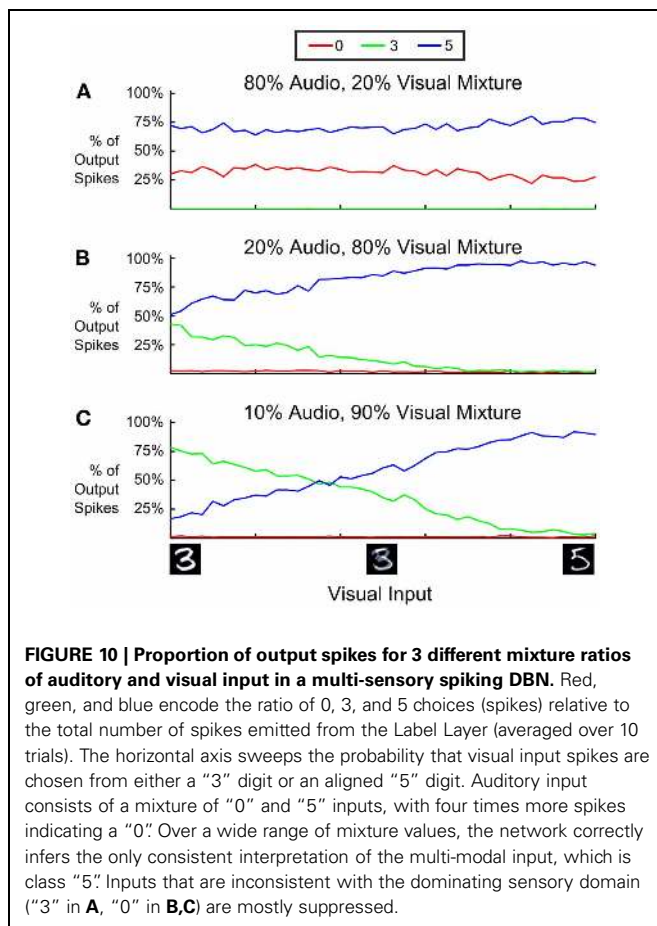 0 3 5
A 80% Audio, 20% Visual Mixture
100%
75%
% of
Output
Spikes
50%
25%
B 20% Audio, 80% Visual Mixture
100%
75%
% of
Output
Spikes
50%
25%
C 10% Audio, 90% Visual Mixture
100%
75%
% of
Output
Spikes
50%
25%
3 5
Visual Input
FIGURE 10 | Proportion of output spikes for 3 different mixture ratios
of auditory and visual input in a multi-sensory spiking DBN. Red,
green, and blue encode the ratio of 0, 3, and 5 choices (spikes) relative to
the total number of spikes emitted from the Label Layer (averaged over 10
trials). The horizontal axis sweeps the probability that visual input spikes are
chosen from either a “3” digit or an aligned “5” digit. Auditory input
consists of a mixture of “0” and “5” inputs, with four times more spikes
indicating a “0”. Over a wide range of mixture values, the network correctly
infers the only consistent interpretation of the multi-modal input, which is
class “5”. Inputs that are inconsistent with the dominating sensory domain
(“3” in A, “0” in B,C) are mostly suppressed.